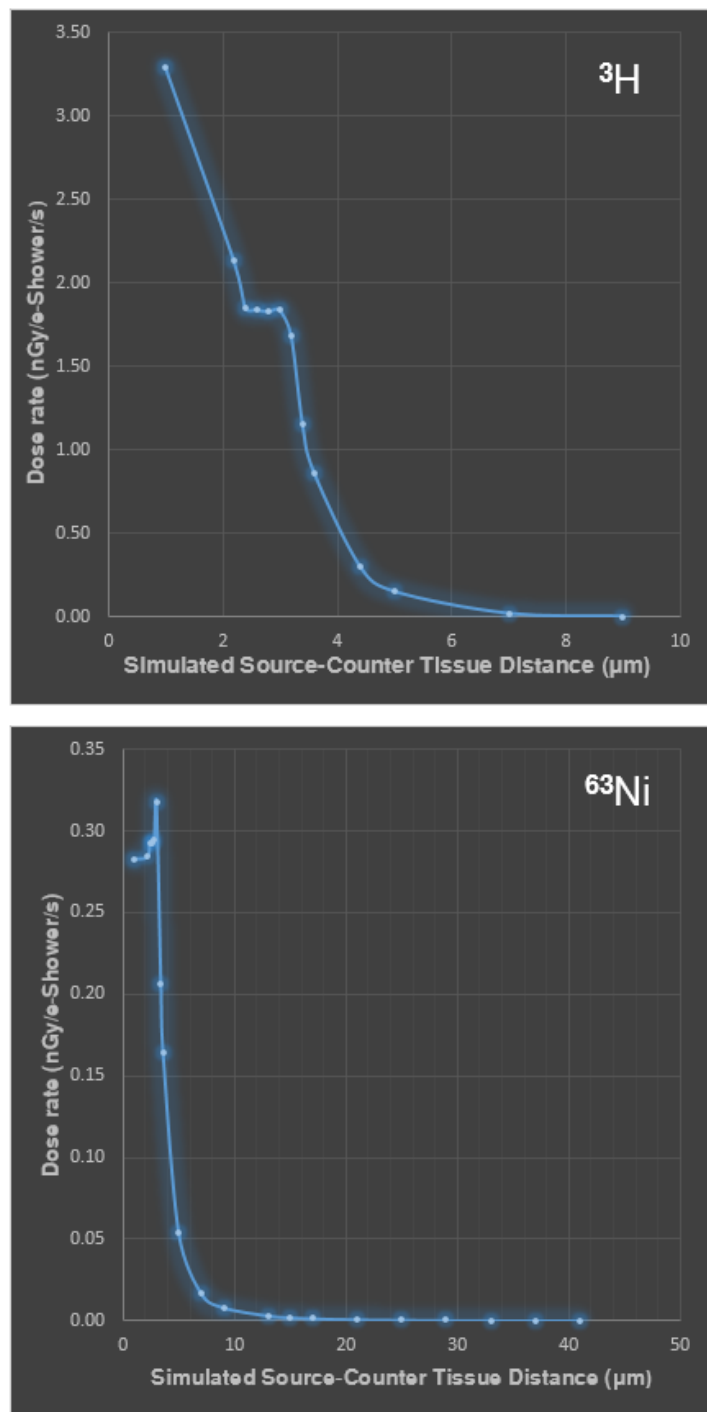 3.50
³H
3.00
2.50
2.00
1.50
1.00
0.50
0.00
Dose rate (nGy/e-Shower/s)
0 2 4 6 8 10
Simulated Source-Counter Tissue Distance (µm)
0.35
⁶³Ni
0.30
0.25
0.20
0.15
0.10
0.05
0.00
Dose rate (nGy/e-Shower/s)
0 10 20 30 40 50
Simulated Source-Counter Tissue Distance (µm)